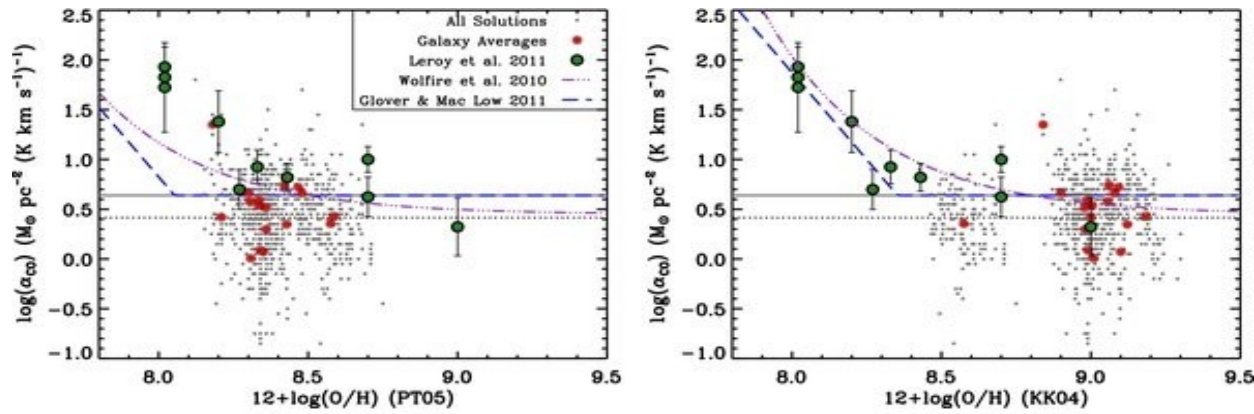 2.5
2.0
1.5
1.0
0.5
0.0
−0.5
−1.0
log(α_CO) (M_⊙ pc⁻² (K km s⁻¹)⁻¹)
All Solutions
Galaxy Averages
Leroy et al. 2011
Wolfire et al. 2010
Glover & Mac Low 2011
8.0 8.5 9.0 9.5
12+log(O/H) (PT05)
2.5
2.0
1.5
1.0
0.5
0.0
−0.5
−1.0
log(α_CO) (M_⊙ pc⁻² (K km s⁻¹)⁻¹)
8.0 8.5 9.0 9.5
12+log(O/H) (KK04)